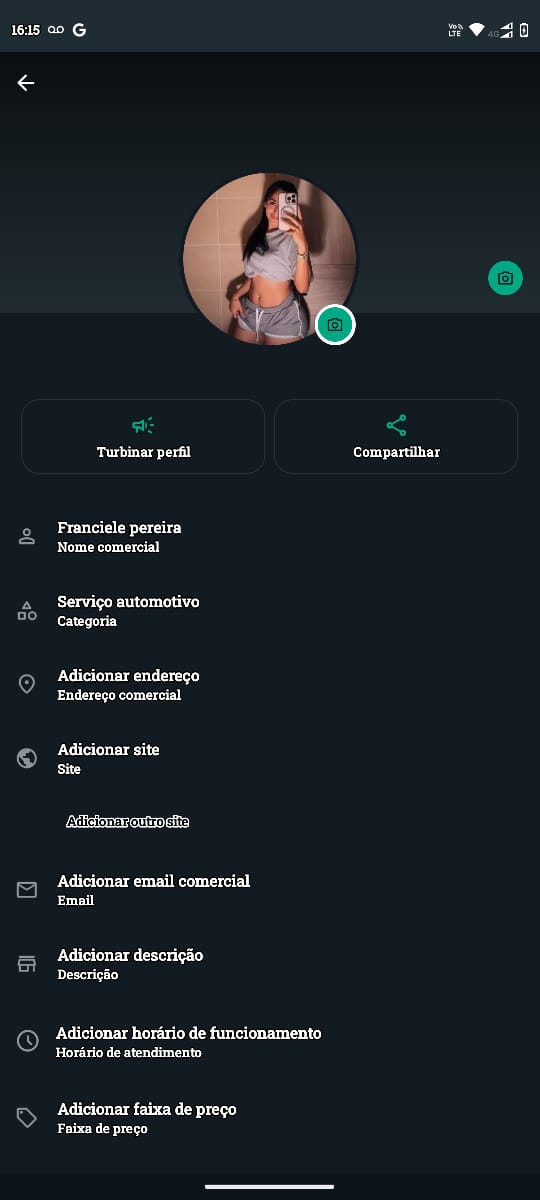 16:15
Vo))
LTE
4G
Turbinar perfil
Compartilhar
Franciele pereira
Nome comercial
Serviço automotivo
Categoria
Adicionar endereço
Endereço comercial
Adicionar site
Site
Adicionar outro site
Adicionar email comercial
Email
Adicionar descrição
Descrição
Adicionar horário de funcionamento
Horário de atendimento
Adicionar faixa de preço
Faixa de preço